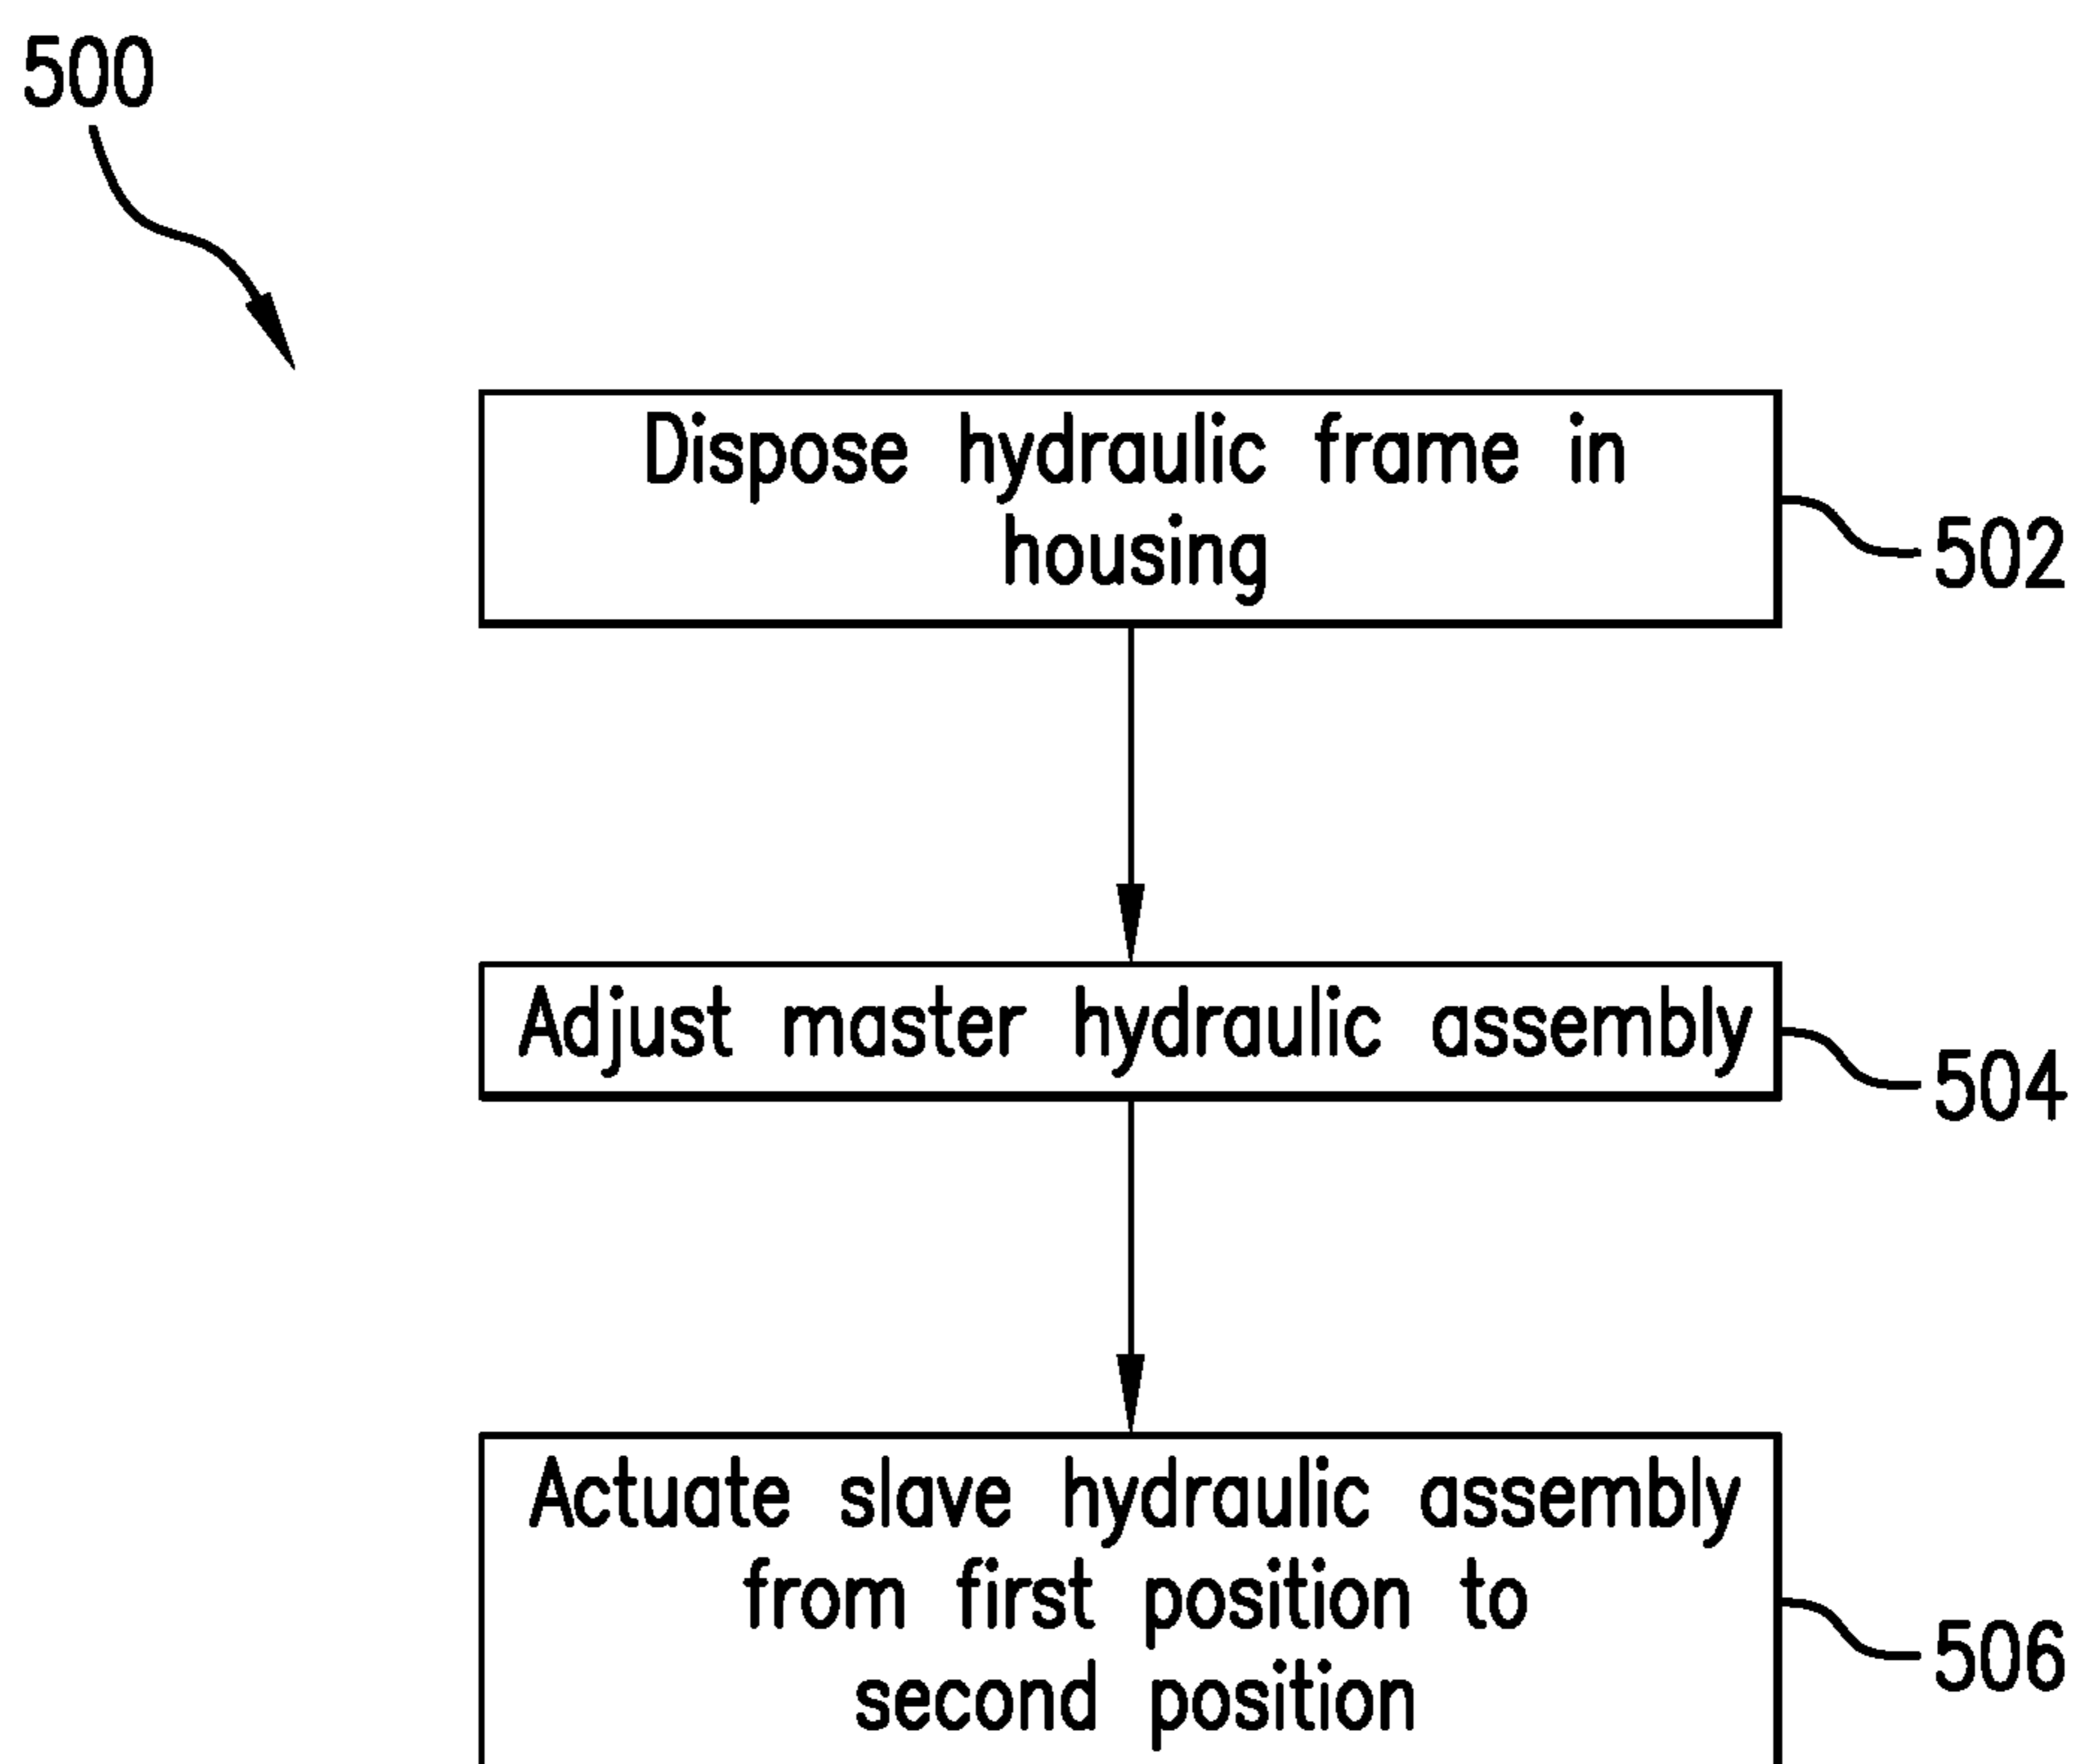 500
Dispose hydraulic frame in
housing
502
Adjust master hydraulic assembly
504
Actuate slave hydraulic assembly
from first position to
second position
506